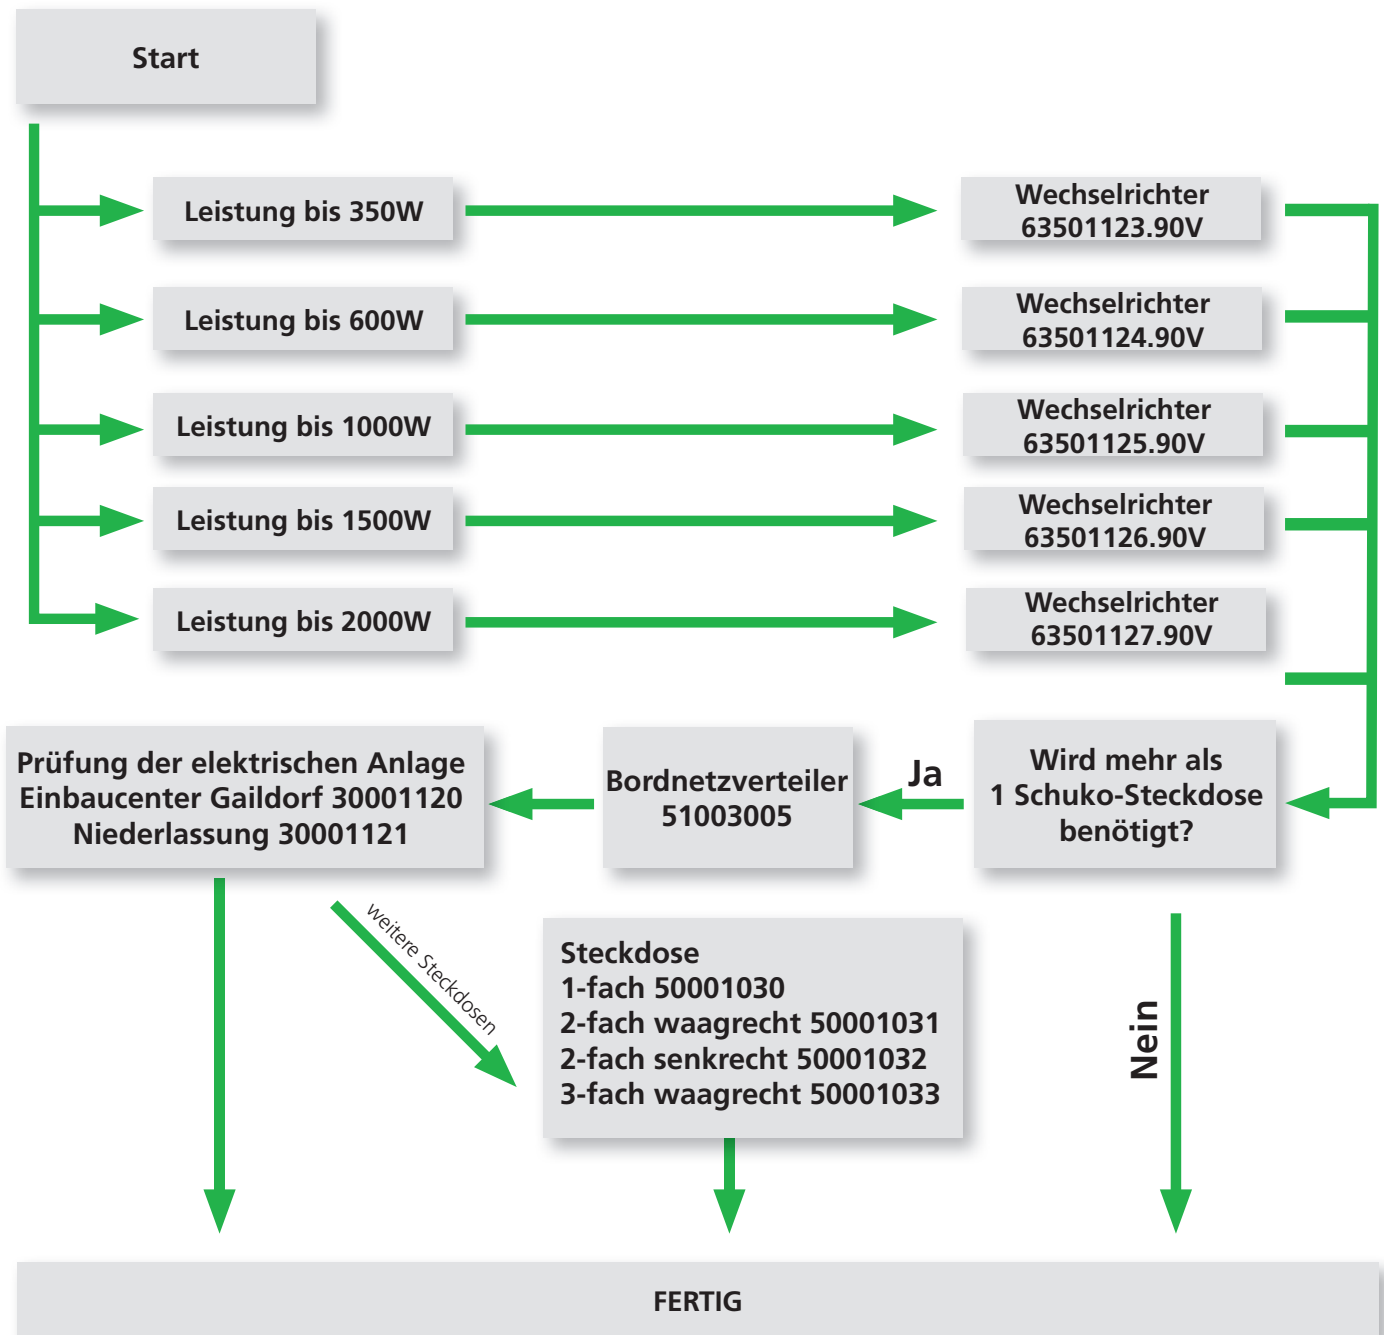 Start
Leistung bis 350W
Wechselrichter
63501123.90V
Leistung bis 600W
Wechselrichter
63501124.90V
Leistung bis 1000W
Wechselrichter
63501125.90V
Leistung bis 1500W
Wechselrichter
63501126.90V
Leistung bis 2000W
Wechselrichter
63501127.90V
Wird mehr als
1 Schuko-Steckdose
benötigt?
Ja
Bordnetzverteiler
51003005
Prüfung der elektrischen Anlage
Einbaucenter Gaildorf 30001120
Niederlassung 30001121
weitere Steckdosen
Steckdose
1-fach 50001030
2-fach waagrecht 50001031
2-fach senkrecht 50001032
3-fach waagrecht 50001033
Nein
FERTIG